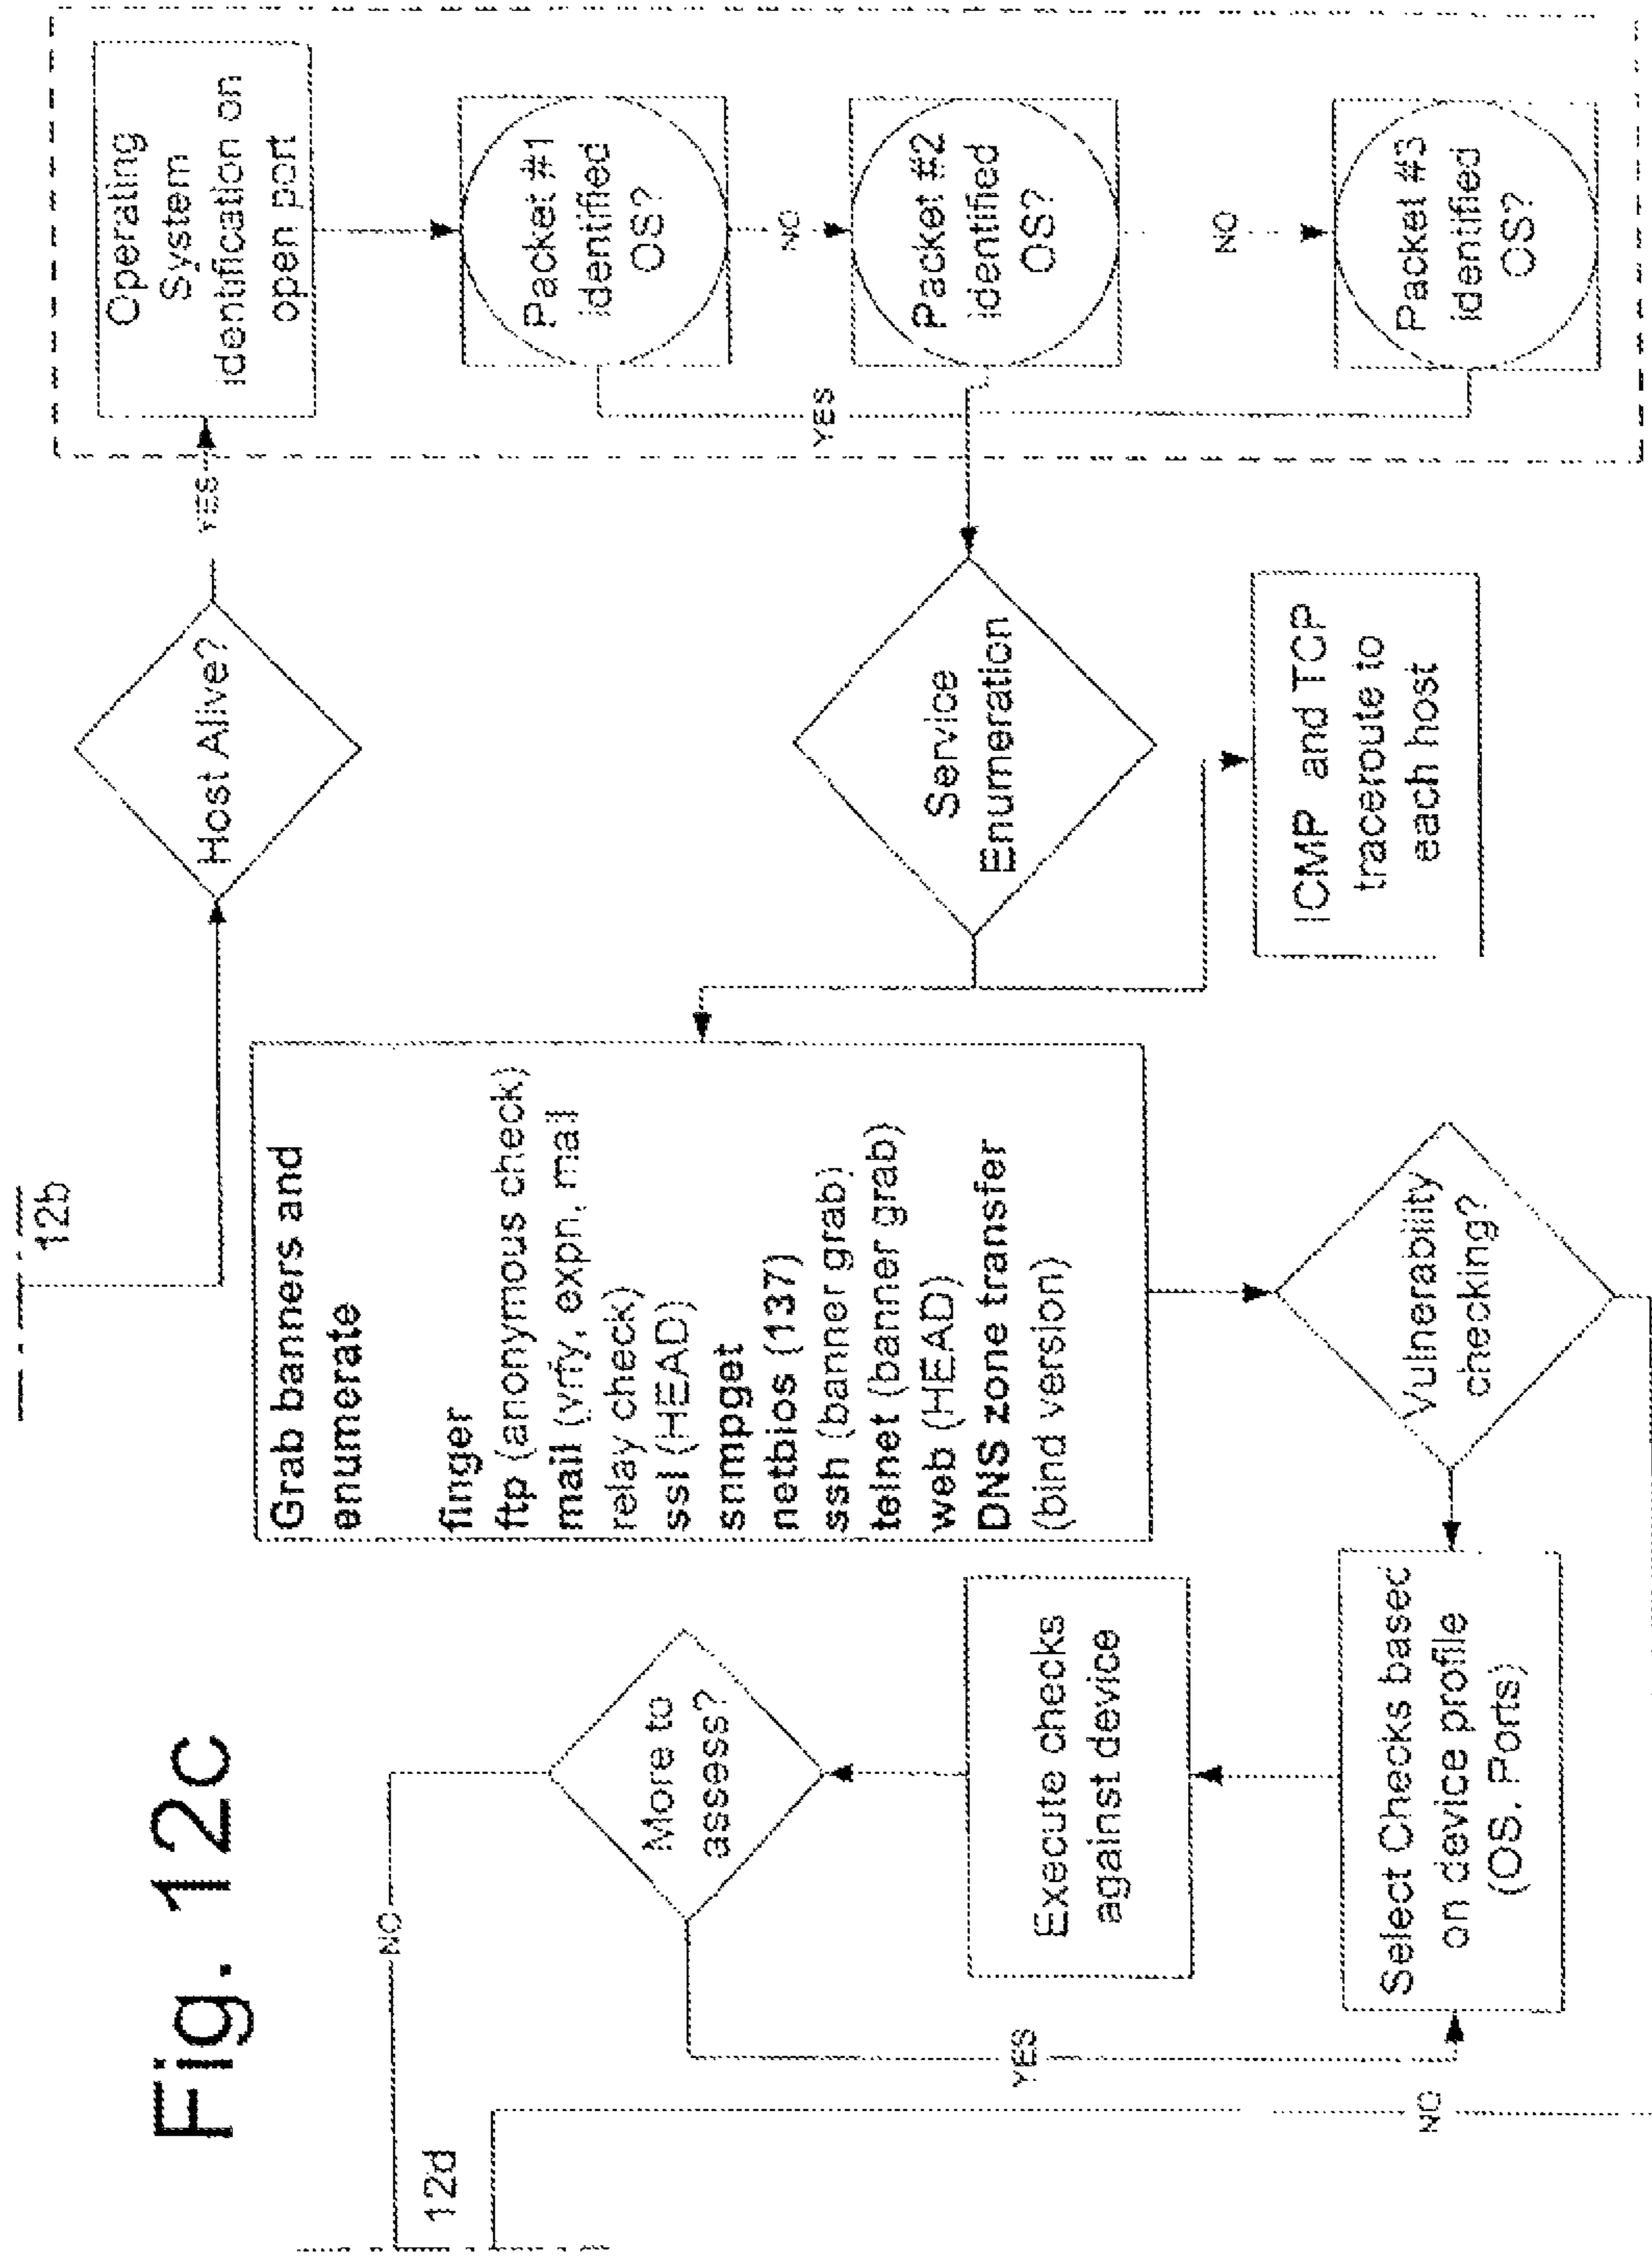 Fig. 12c
12b
Host Alive?
YES
Operating
System
identification on
open port
Packet #1
identified
OS?
NO
Packet #2
identified
OS?
NO
Packet #3
identified
OS?
YES
Service
Enumeration
ICMP and TCP
traceroute to
each host
Grab banners and
enumerate
finger
ftp (anonymous check)
mail (vrfy, expn, mail
relay check)
ssl (HEAD)
snmpget
netbios (137)
ssh (banner grab)
telnet (banner grab)
web (HEAD)
DNS zone transfer
(bind version)
Vulnerability
checking?
Select Checks based
on device profile
(OS, Ports)
Execute checks
against device
More to
assess?
NO
YES
NO
12d